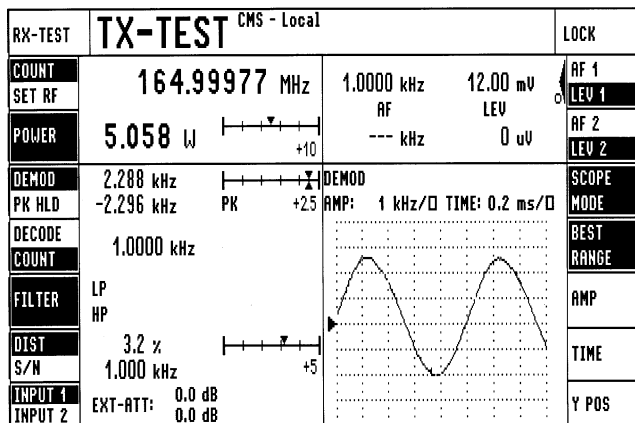 RX-TEST
TX-TEST CMS - Local
LOCK
COUNT
SET RF
164.99977 MHz
1.0000 kHz 12.00 mV
AF LEV
--- kHz 0 uV
AF 1
LEV 1
AF 2
LEV 2
POWER
5.058 W
+10
DEMOD
PK HLD
2.288 kHz
-2.296 kHz PK +25
DEMOD
AMP: 1 kHz/□ TIME: 0.2 ms/□
SCOPE
MODE
DECODE
COUNT
1.0000 kHz
BEST
RANGE
FILTER
LP
HP
AMP
DIST
S/N
3.2 %
1.000 kHz
+5
TIME
INPUT 1
INPUT 2
EXT-ATT: 0.0 dB
0.0 dB
Y POS